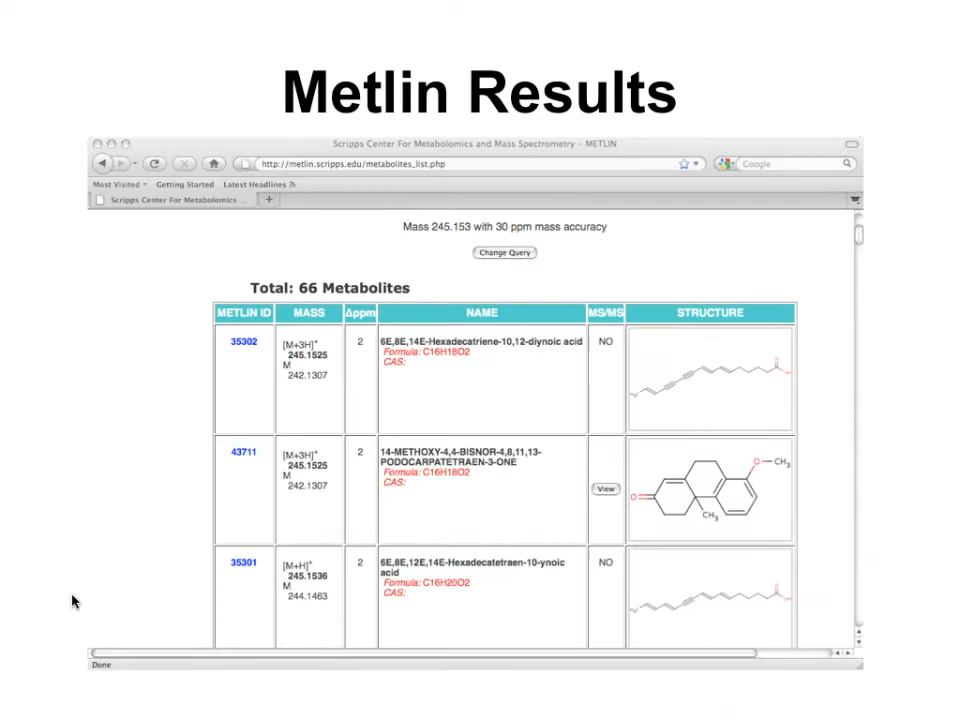 Metlin Results
Scripps Center For Metabolomics and Mass Spectrometry – METLIN
http://metlin.scripps.edu/metabolites_list.php
Google
Most Visited Getting Started Latest Headlines
Scripps Center For Metabolomics ...
+
Mass 245.153 with 30 ppm mass accuracy
Change Query
Total: 66 Metabolites
METLIN ID MASS Δppm NAME MS/MS STRUCTURE
35302 [M+3H]+ 2 6E,8E,14E-Hexadecatriene-10,12-diynoic acid NO
245.1525 Formula: C16H18O2
M CAS:
242.1307
43711 [M+3H]+ 2 14-METHOXY-4,4-BISNOR-4,8,11,13-
245.1525 PODOCARPATETRAEN-3-ONE
M Formula: C16H18O2
242.1307 CAS:
View
O CH3
O
CH3
35301 [M+H]+ 2 6E,8E,12E,14E-Hexadecatetraen-10-ynoic NO
245.1536 acid
M Formula: C16H20O2
244.1463 CAS:
Done